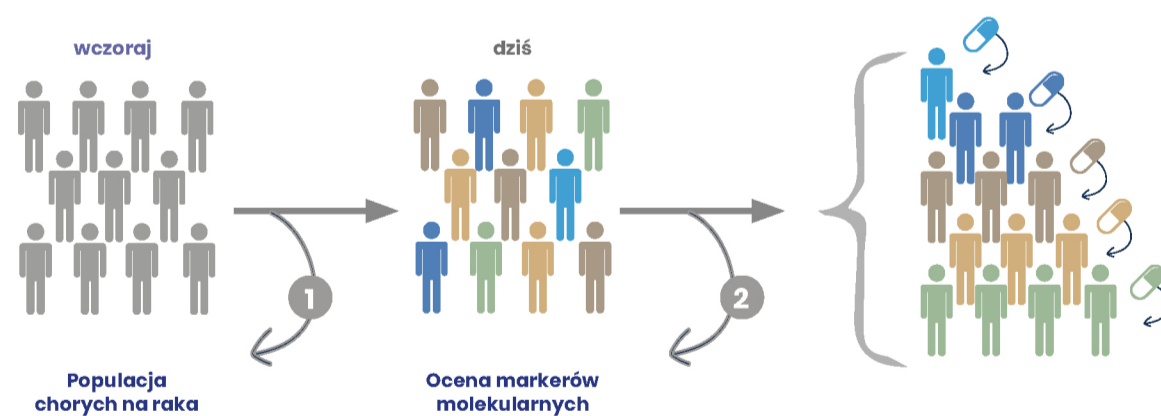 wczoraj
dziś
1
2
Populacja
chorych na raka
Ocena markerów
molekularnych